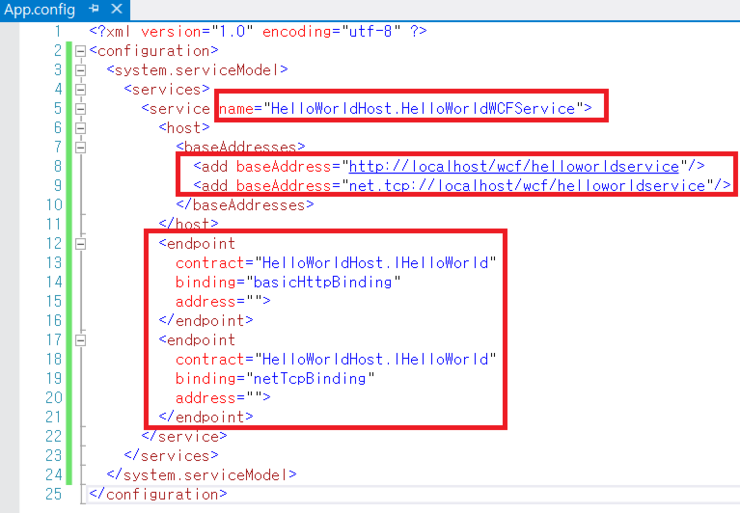 App.config
1 <?xml version="1.0" encoding="utf-8" ?>
2 <configuration>
3 <system.serviceModel>
4 <services>
5 <service name="HelloWorldHost.HelloWorldWCFService">
6 <host>
7 <baseAddresses>
8 <add baseAddress="http://localhost/wcf/helloworldservice"/>
9 <add baseAddress="net.tcp://localhost/wcf/helloworldservice"/>
10 </baseAddresses>
11 </host>
12 <endpoint
13 contract="HelloWorldHost.IHelloWorld"
14 binding="basicHttpBinding"
15 address="">
16 </endpoint>
17 <endpoint
18 contract="HelloWorldHost.IHelloWorld"
19 binding="netTcpBinding"
20 address="">
21 </endpoint>
22 </service>
23 </services>
24 </system.serviceModel>
25 </configuration>